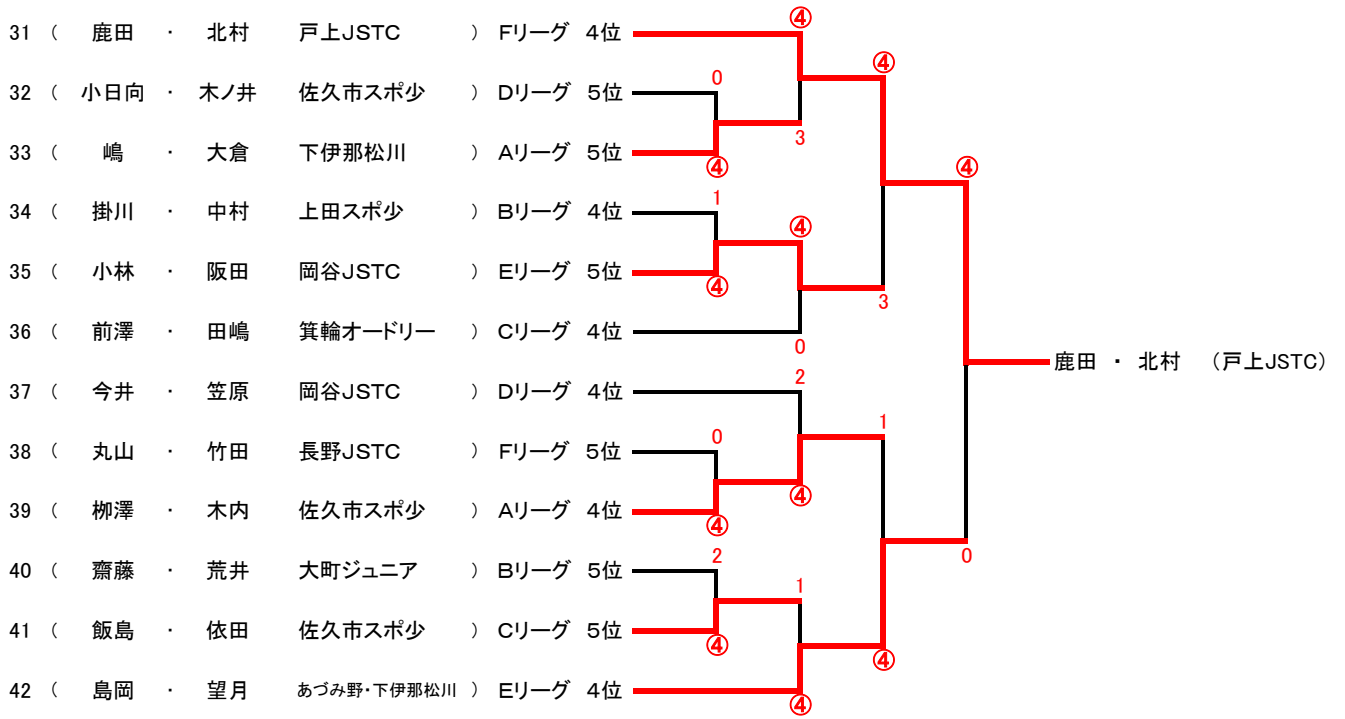 ④
31 ( 鹿田 ・ 北村 戸上JSTC ) Fリーグ 4位
④
0
32 ( 小日向 ・ 木ノ井 佐久市スポ少 ) Dリーグ 5位
3
33 ( 嶋 ・ 大倉 下伊那松川 ) Aリーグ 5位
④
④
1
34 ( 掛川 ・ 中村 上田スポ少 ) Bリーグ 4位
④
35 ( 小林 ・ 阪田 岡谷JSTC ) Eリーグ 5位
④
3
36 ( 前澤 ・ 田嶋 箕輪オードリー ) Cリーグ 4位
0
鹿田 ・ 北村 (戸上JSTC)
2
37 ( 今井 ・ 笠原 岡谷JSTC ) Dリーグ 4位
1
0
38 ( 丸山 ・ 竹田 長野JSTC ) Fリーグ 5位
④
39 ( 柳澤 ・ 木内 佐久市スポ少 ) Aリーグ 4位
④
2
0
40 ( 齋藤 ・ 荒井 大町ジュニア ) Bリーグ 5位
1
41 ( 飯島 ・ 依田 佐久市スポ少 ) Cリーグ 5位
④
④
42 ( 島岡 ・ 望月 あづみ野・下伊那松川 ) Eリーグ 4位
④